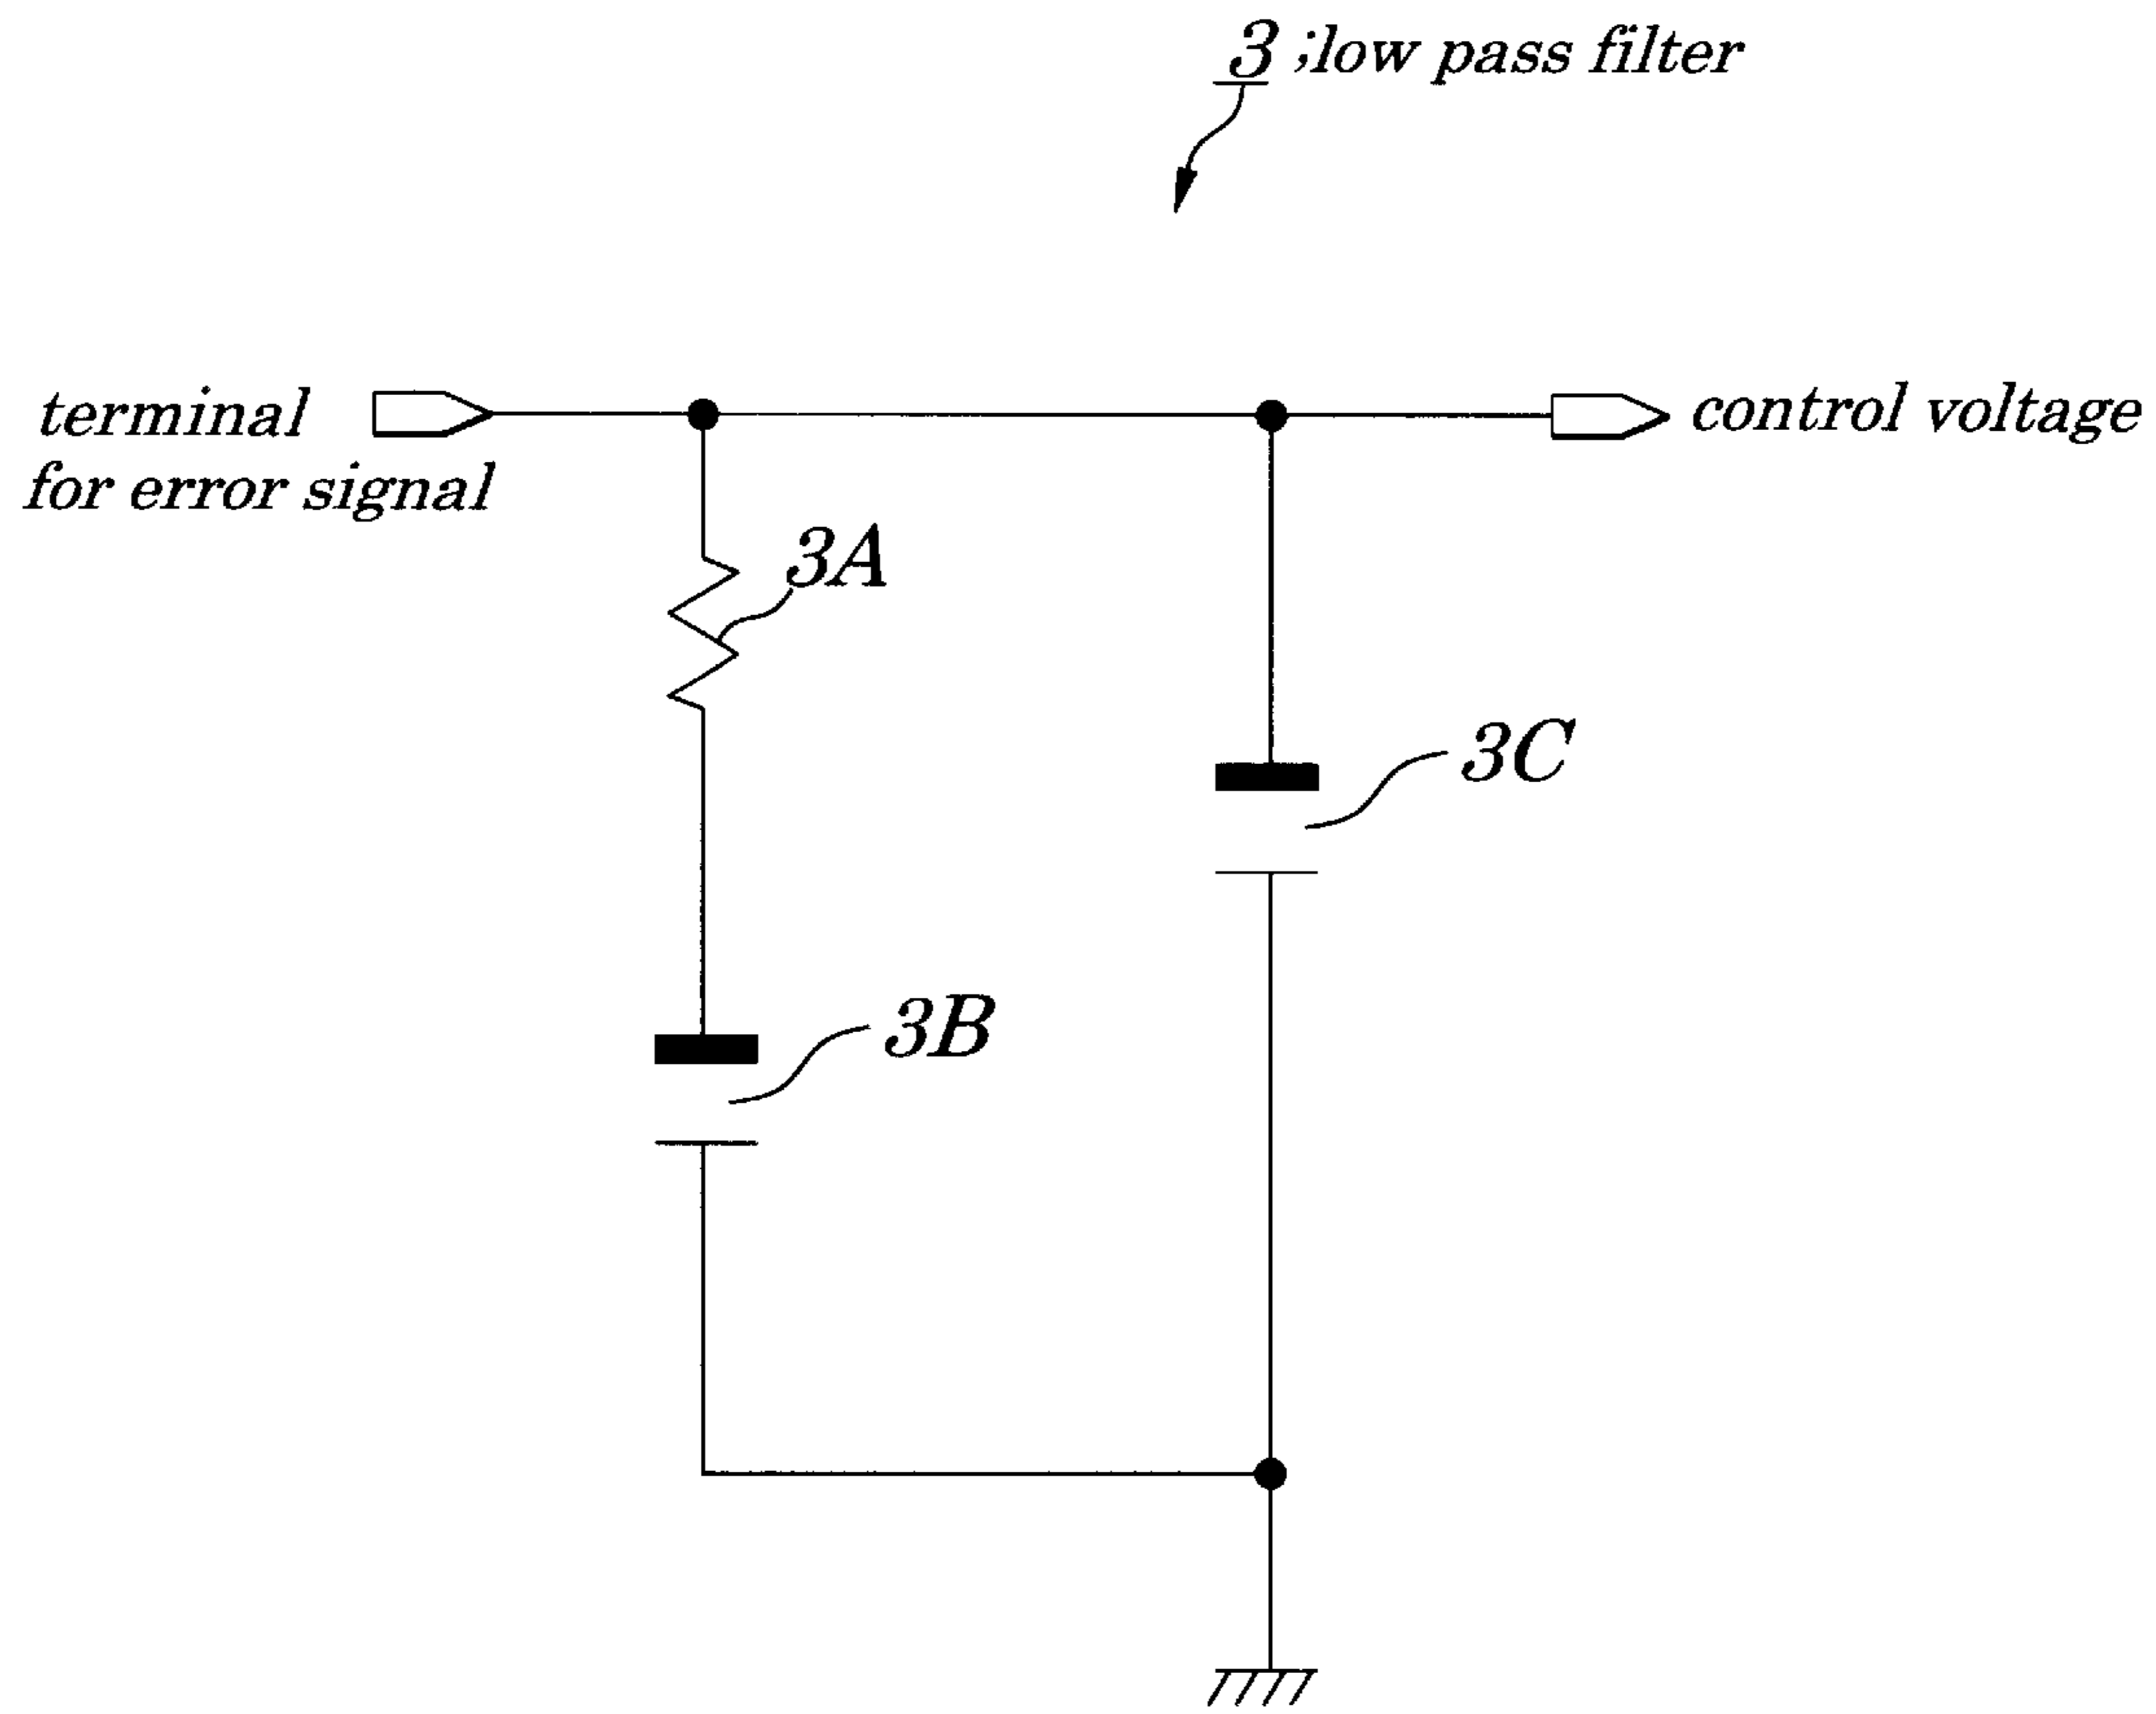 3 ;low pass filter
terminal
for error signal
control voltage
3A
3C
3B